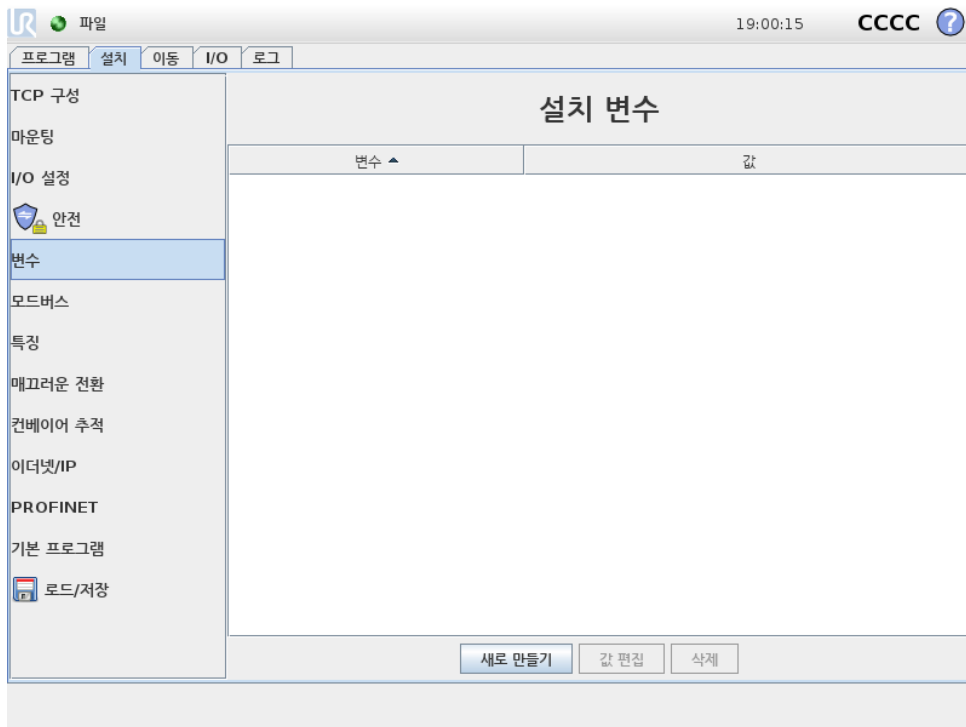 UR 파일 19:00:15 CCCC ?
프로그램 설치 이동 I/O 로그
TCP 구성
마운팅
I/O 설정
안전
변수
모드버스
특징
매끄러운 전환
컨베이어 추적
이더넷/IP
PROFINET
기본 프로그램
로드/저장
설치 변수
변수 값
새로 만들기 값 편집 삭제